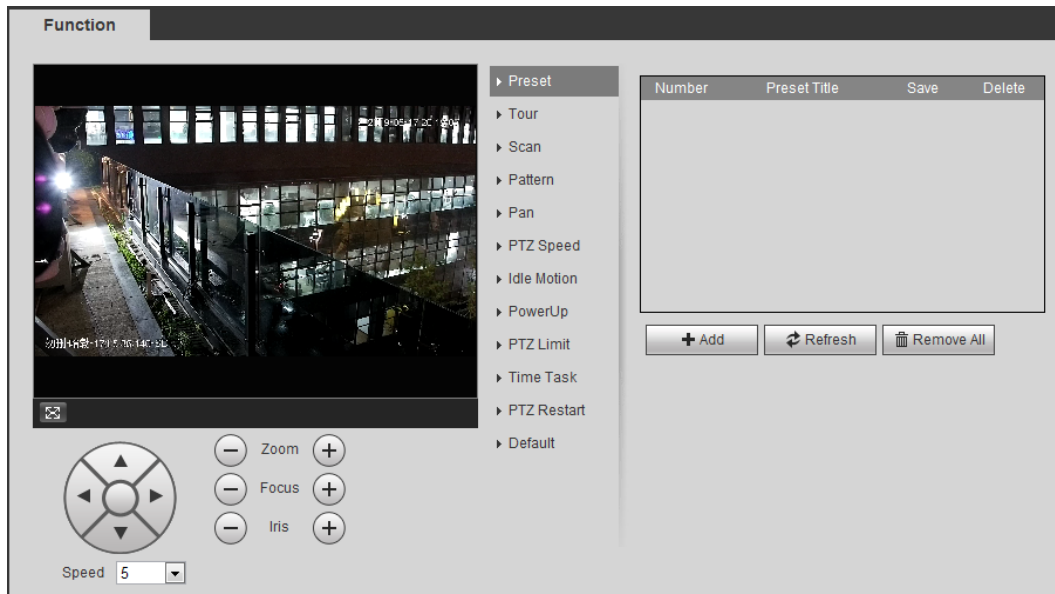 Function
Preset
Tour
Scan
Pattern
Pan
PTZ Speed
Idle Motion
PowerUp
PTZ Limit
Time Task
PTZ Restart
Default
Number Preset Title Save Delete
Add Refresh Remove All
Zoom
Focus
Iris
Speed 5